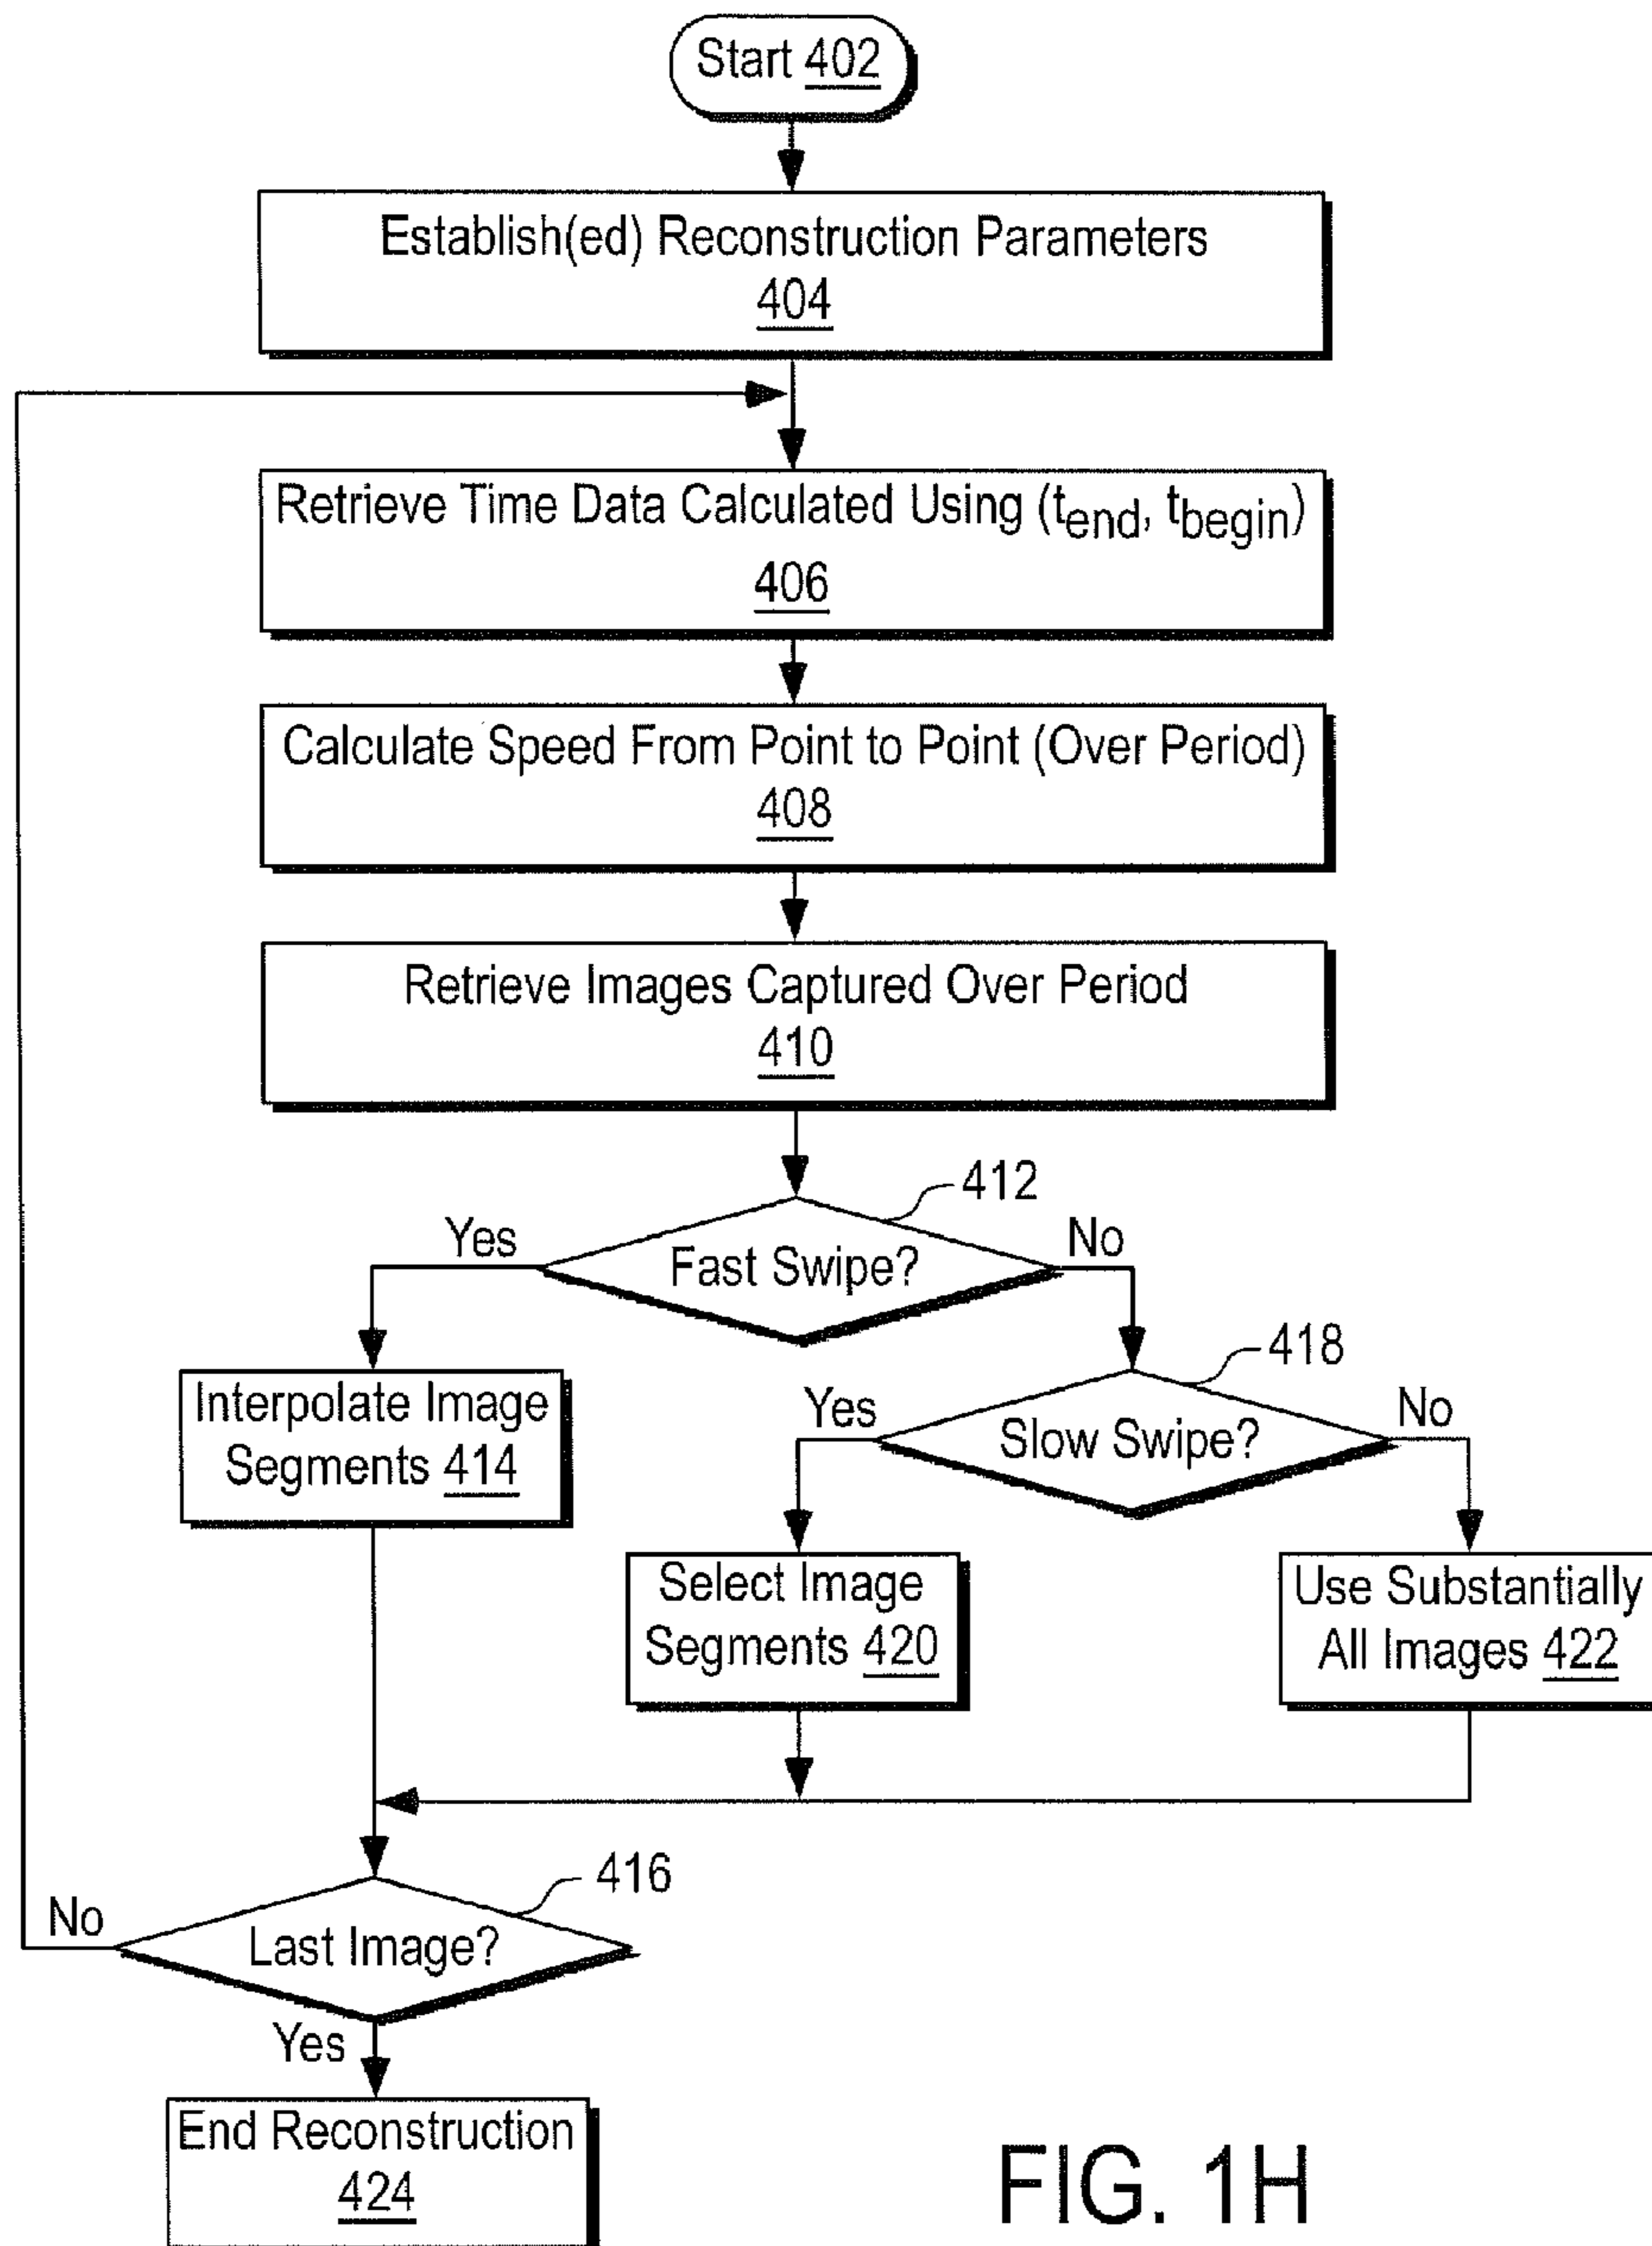 Start 402
Establish(ed) Reconstruction Parameters
404
Retrieve Time Data Calculated Using (tend, tbegin)
406
Calculate Speed From Point to Point (Over Period)
408
Retrieve Images Captured Over Period
410
412
Yes
Fast Swipe?
No
418
Interpolate Image
Segments 414
Yes
Slow Swipe?
No
Select Image
Segments 420
Use Substantially
All Images 422
416
No
Last Image?
Yes
End Reconstruction
424
FIG. 1H